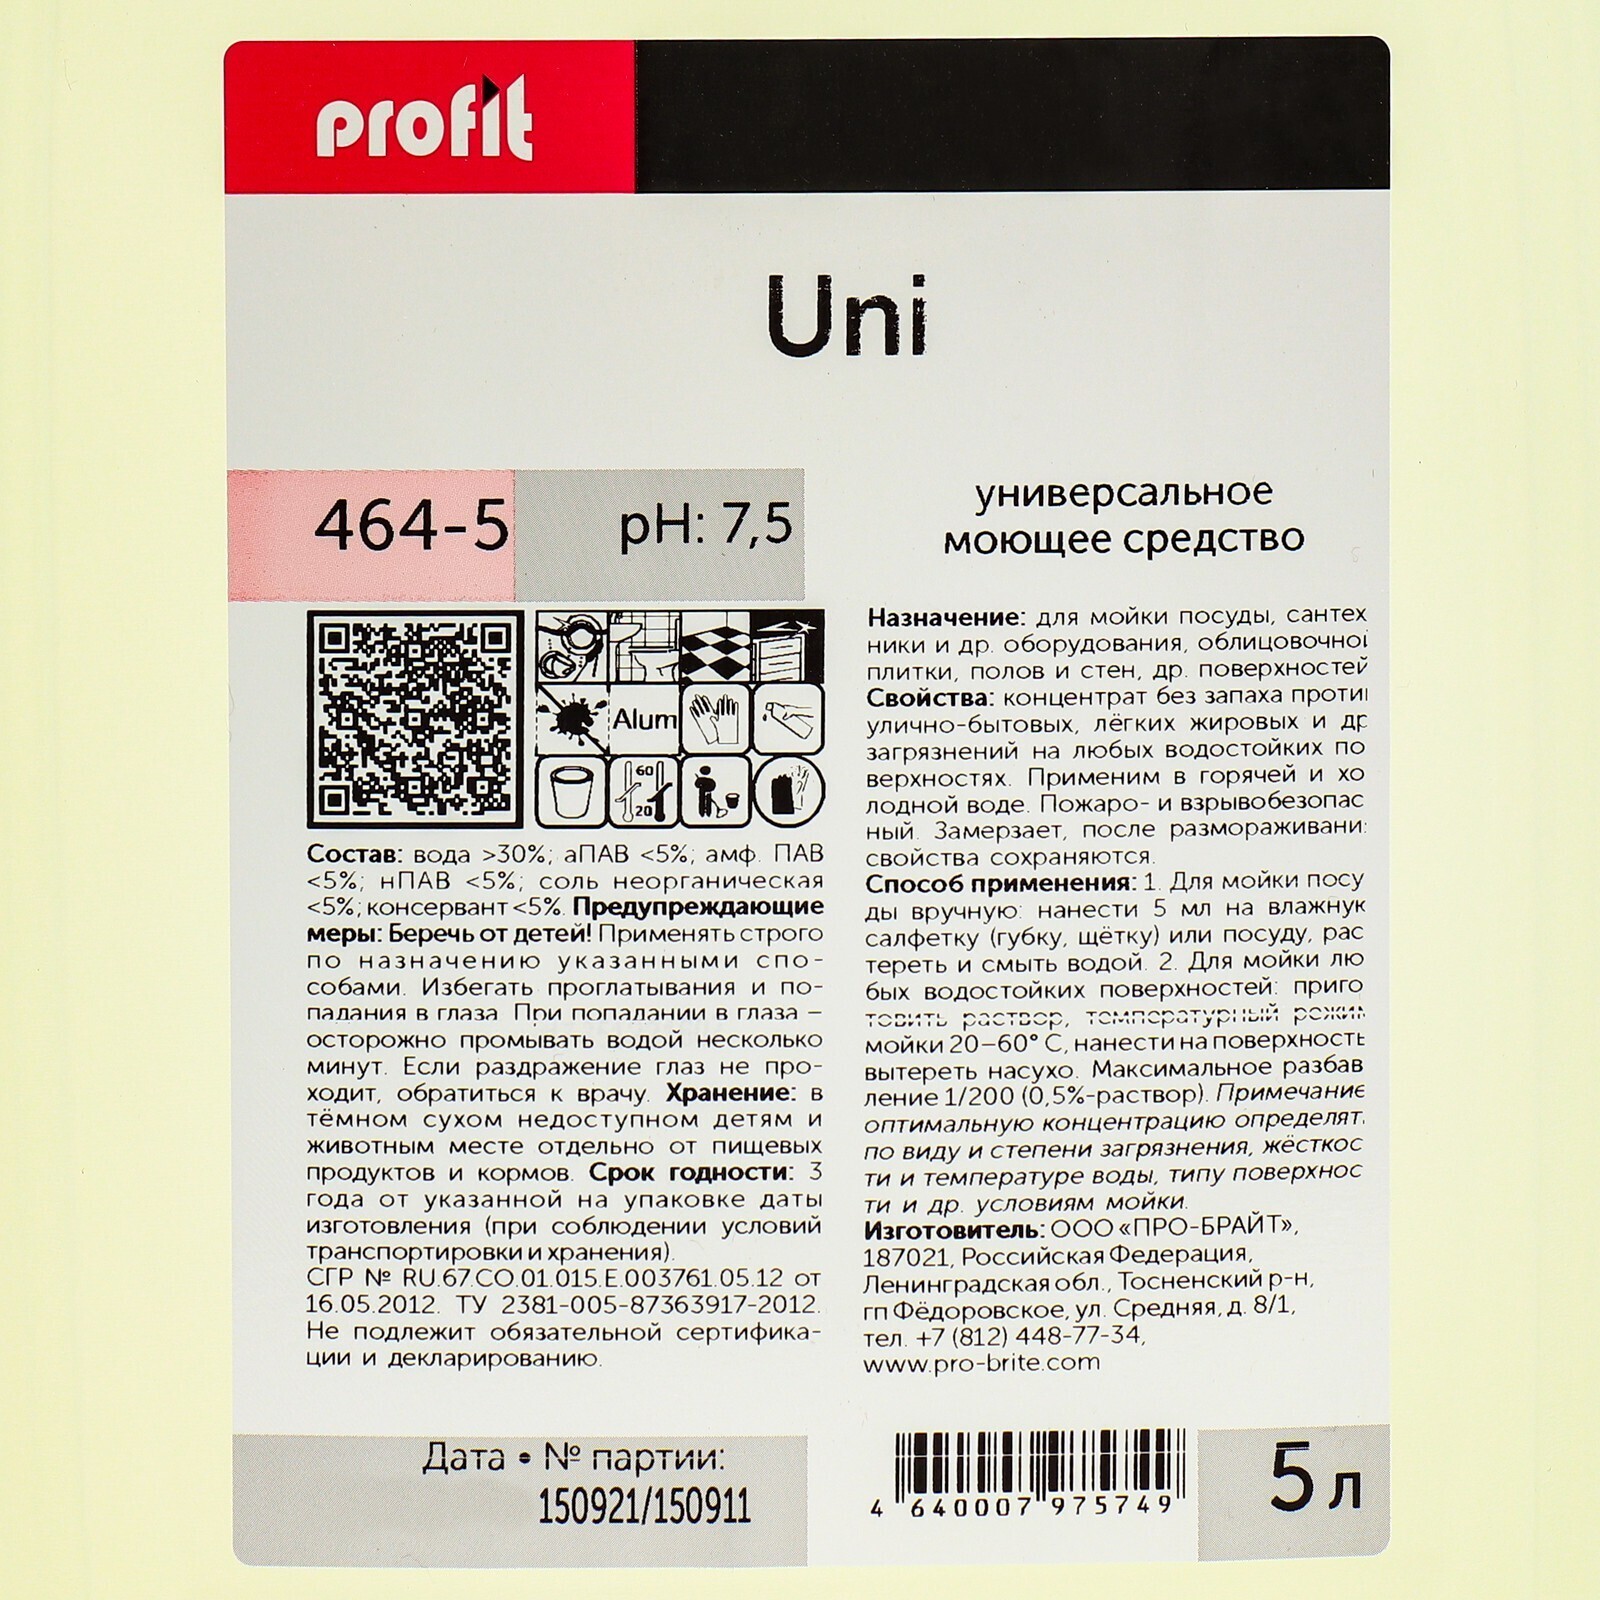 profit
Uni
464-5
pH: 7,5
универсальное
моющее средство
Alum
60
20
Состав: вода >30%; аПАВ <5%; амф. ПАВ
<5%; нПАВ <5%; соль неорганическая
<5%; консервант <5%. Предупреждающие
меры: Беречь от детей! Применять строго
по назначению указанными спо-
собами. Избегать проглатывания и по-
падания в глаза. При попадании в глаза –
осторожно промывать водой несколько
минут. Если раздражение глаз не про-
ходит, обратиться к врачу. Хранение: в
тёмном сухом недоступном детям и
животным месте отдельно от пищевых
продуктов и кормов. Срок годности: 3
года от указанной на упаковке даты
изготовления (при соблюдении условий
транспортировки и хранения).
СГР № RU.67.CO.01.015.E.003761.05.12 от
16.05.2012. ТУ 2381-005-87363917-2012.
Не подлежит обязательной сертифика-
ции и декларированию.
Назначение: для мойки посуды, сантех
ники и др. оборудования, облицовочной
плитки, полов и стен, др. поверхностей
Свойства: концентрат без запаха проти
улично-бытовых, лёгких жировых и др
загрязнений на любых водостойких по
верхностях. Применим в горячей и хо
лодной воде. Пожаро- и взрывобезопас
ный. Замерзает, после размораживани
свойства сохраняются.
Способ применения: 1. Для мойки посу
ды вручную: нанести 5 мл на влажную
салфетку (губку, щётку) или посуду, рас
тереть и смыть водой. 2. Для мойки лю
бых водостойких поверхностей: приго
товить раствор, температурный режим
мойки 20–60° С, нанести на поверхность
вытереть насухо. Максимальное разбав
ление 1/200 (0,5%-раствор). Примечание
оптимальную концентрацию определят
по виду и степени загрязнения, жёсткос
ти и температуре воды, типу поверхнос
ти и др. условиям мойки.
Изготовитель: ООО «ПРО-БРАЙТ»,
187021, Российская Федерация,
Ленинградская обл., Тосненский р-н,
гп Фёдоровское, ул. Средняя, д. 8/1,
тел. +7 (812) 448-77-34,
www.pro-brite.com
Дата • № партии:
150921/150911
4 640007 975749
5 л